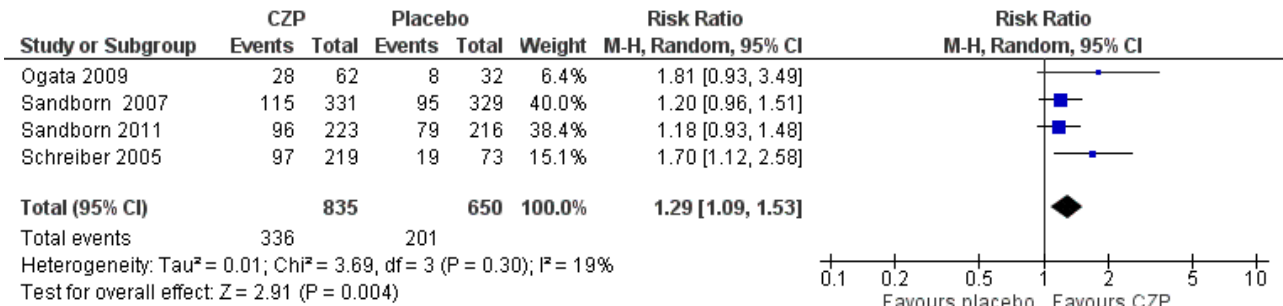 CZP Placebo Risk Ratio Risk Ratio
Study or Subgroup Events Total Events Total Weight M-H, Random, 95% CI M-H, Random, 95% CI
Ogata 2009 28 62 8 32 6.4% 1.81 [0.93, 3.49]
Sandborn 2007 115 331 95 329 40.0% 1.20 [0.96, 1.51]
Sandborn 2011 96 223 79 216 38.4% 1.18 [0.93, 1.48]
Schreiber 2005 97 219 19 73 15.1% 1.70 [1.12, 2.58]
Total (95% CI) 835 650 100.0% 1.29 [1.09, 1.53]
Total events 336 201
Heterogeneity: Tau² = 0.01; Chi² = 3.69, df = 3 (P = 0.30); I² = 19%
Test for overall effect: Z = 2.91 (P = 0.004)
0.1 0.2 0.5 1 2 5 10
Favours placebo Favours CZP